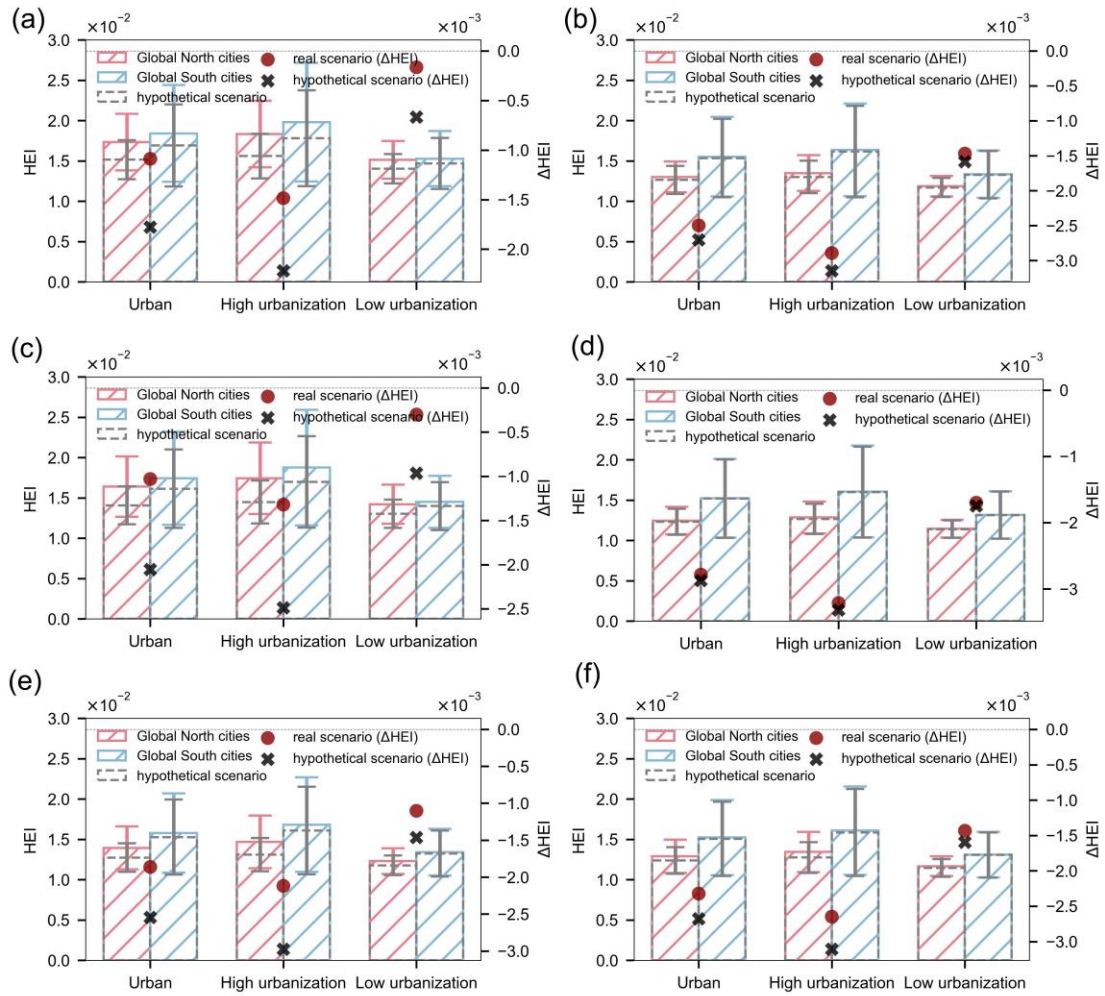 (a)
×10⁻²
×10⁻³
3.0
2.5
2.0
1.5
1.0
0.5
0.0
HEI
Global North cities
Global South cities
hypothetical scenario
real scenario (ΔHEI)
hypothetical scenario (ΔHEI)
0.0
−0.5
−1.0
−1.5
−2.0
ΔHEI
Urban
High urbanization
Low urbanization
(b)
×10⁻²
×10⁻³
3.0
2.5
2.0
1.5
1.0
0.5
0.0
HEI
Global North cities
Global South cities
hypothetical scenario
real scenario (ΔHEI)
hypothetical scenario (ΔHEI)
0.0
−0.5
−1.0
−1.5
−2.0
−2.5
−3.0
ΔHEI
Urban
High urbanization
Low urbanization
(c)
×10⁻²
×10⁻³
3.0
2.5
2.0
1.5
1.0
0.5
0.0
HEI
Global North cities
Global South cities
hypothetical scenario
real scenario (ΔHEI)
hypothetical scenario (ΔHEI)
0.0
−0.5
−1.0
−1.5
−2.0
−2.5
ΔHEI
Urban
High urbanization
Low urbanization
(d)
×10⁻²
×10⁻³
3.0
2.5
2.0
1.5
1.0
0.5
0.0
HEI
Global North cities
Global South cities
hypothetical scenario
real scenario (ΔHEI)
hypothetical scenario (ΔHEI)
0
−1
−2
−3
ΔHEI
Urban
High urbanization
Low urbanization
(e)
×10⁻²
×10⁻³
3.0
2.5
2.0
1.5
1.0
0.5
0.0
HEI
Global North cities
Global South cities
hypothetical scenario
real scenario (ΔHEI)
hypothetical scenario (ΔHEI)
0.0
−0.5
−1.0
−1.5
−2.0
−2.5
−3.0
ΔHEI
Urban
High urbanization
Low urbanization
(f)
×10⁻²
×10⁻³
3.0
2.5
2.0
1.5
1.0
0.5
0.0
HEI
Global North cities
Global South cities
hypothetical scenario
real scenario (ΔHEI)
hypothetical scenario (ΔHEI)
0.0
−0.5
−1.0
−1.5
−2.0
−2.5
−3.0
ΔHEI
Urban
High urbanization
Low urbanization